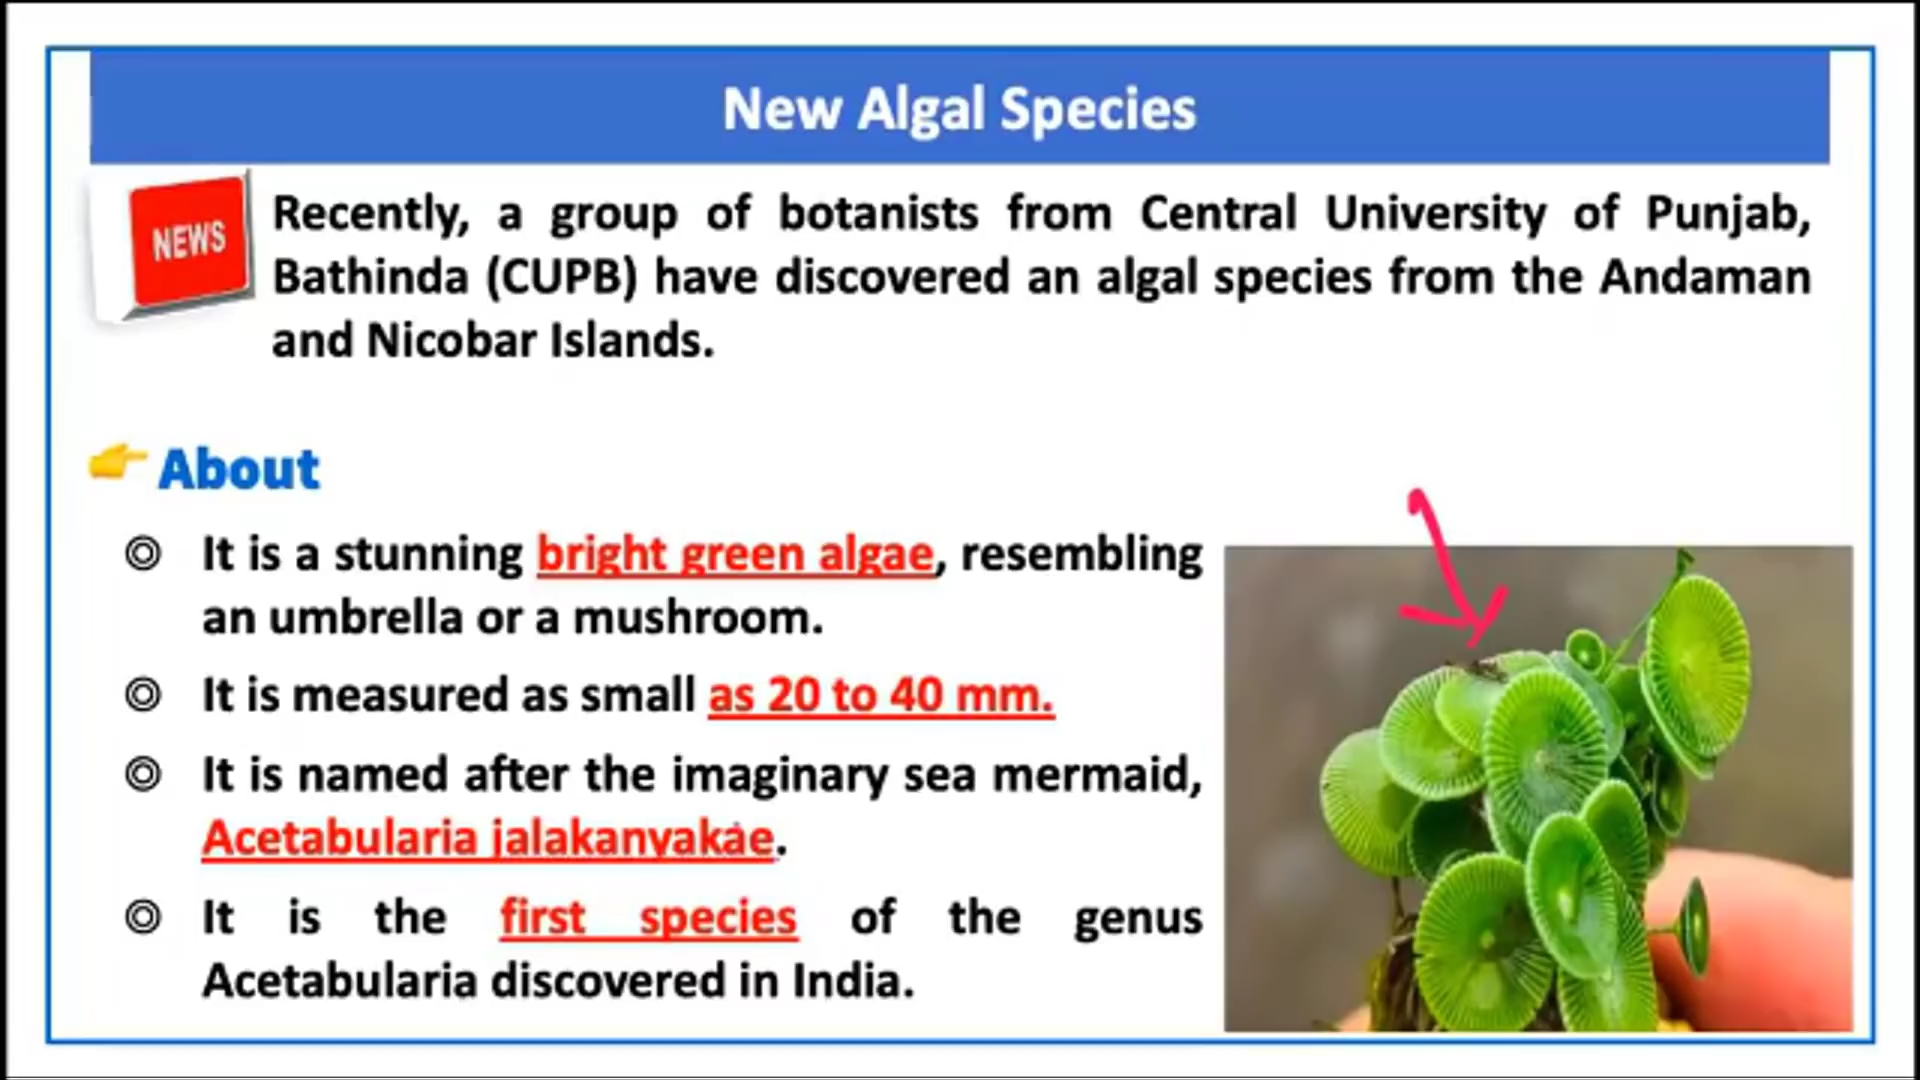 New Algal Species
NEWS
Recently, a group of botanists from Central University of Punjab,
Bathinda (CUPB) have discovered an algal species from the Andaman
and Nicobar Islands.
About
It is a stunning bright green algae, resembling
an umbrella or a mushroom.
It is measured as small as 20 to 40 mm.
It is named after the imaginary sea mermaid,
Acetabularia jalakanyakae.
It is the first species of the genus
Acetabularia discovered in India.